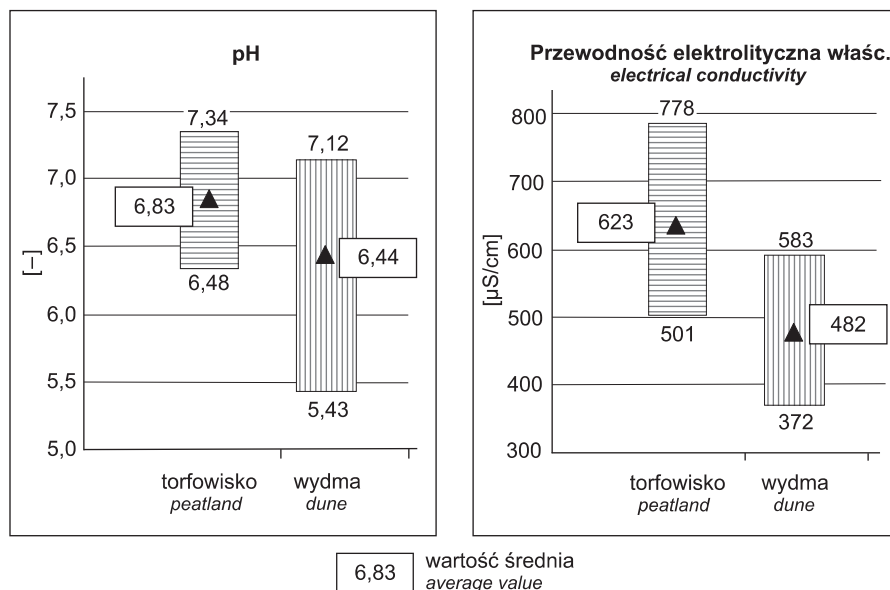 pH
7,5
7,0
6,5
6,0
5,5
5,0
[–]
7,34
6,83
6,48
7,12
6,44
5,43
torfowisko
peatland
wydma
dune
Przewodność elektrolityczna właśc.
electrical conductivity
800
700
600
500
400
300
[µS/cm]
778
623
501
583
482
372
torfowisko
peatland
wydma
dune
6,83
wartość średnia
average value